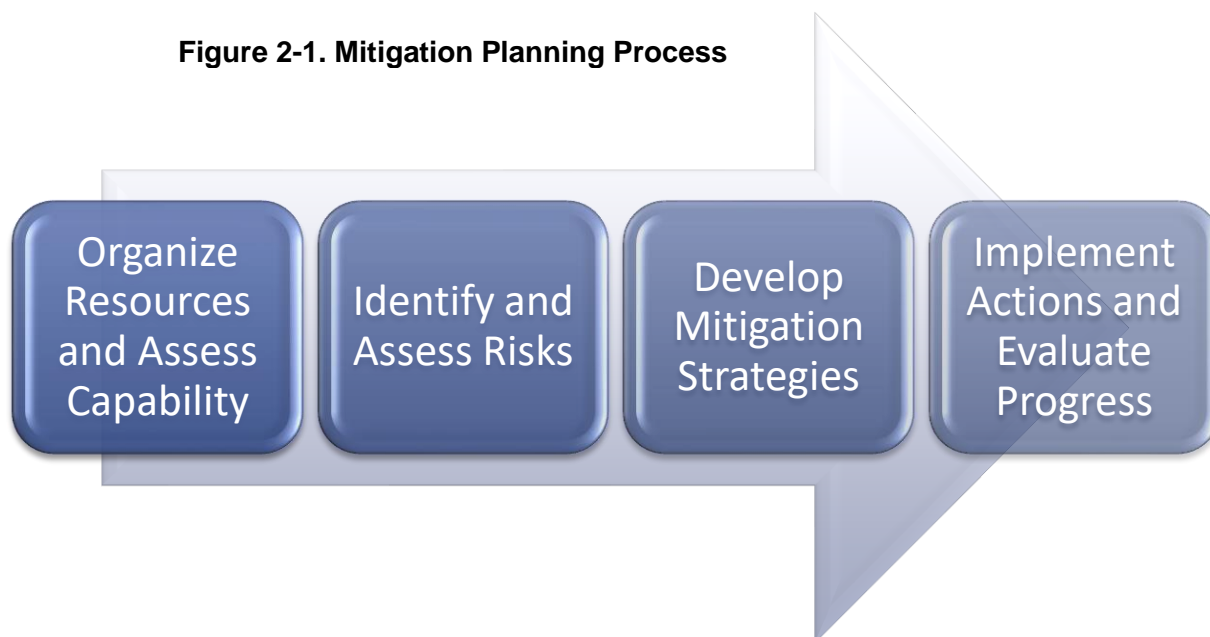 Figure 2-1. Mitigation Planning Process
Organize
Resources
and Assess
Capability
Identify and
Assess Risks
Develop
Mitigation
Strategies
Implement
Actions and
Evaluate
Progress